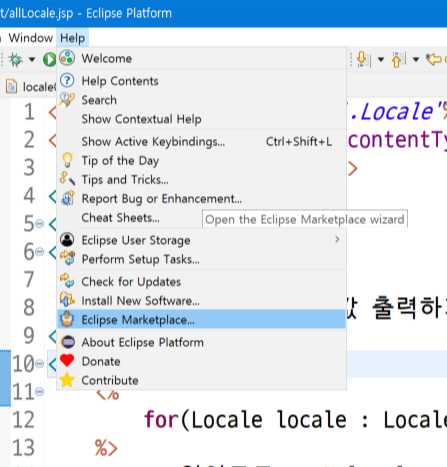 t/allLocale.jsp - Eclipse Platform
Window Help
locale
Welcome
Help Contents
Search
Show Contextual Help
Show Active Keybindings... Ctrl+Shift+L
Tip of the Day
Tips and Tricks...
Report Bug or Enhancement...
Cheat Sheets...
Open the Eclipse Marketplace wizard
Eclipse User Storage
Perform Setup Tasks...
Check for Updates
Install New Software...
Eclipse Marketplace...
About Eclipse Platform
Donate
Contribute
1 < .Locale"%
2 < contentTy
3 >
4 <
5 <
6 <
7
8 값 출력하
9 <
10 <
11 <%
12 for(Locale locale : Locale
13 %>